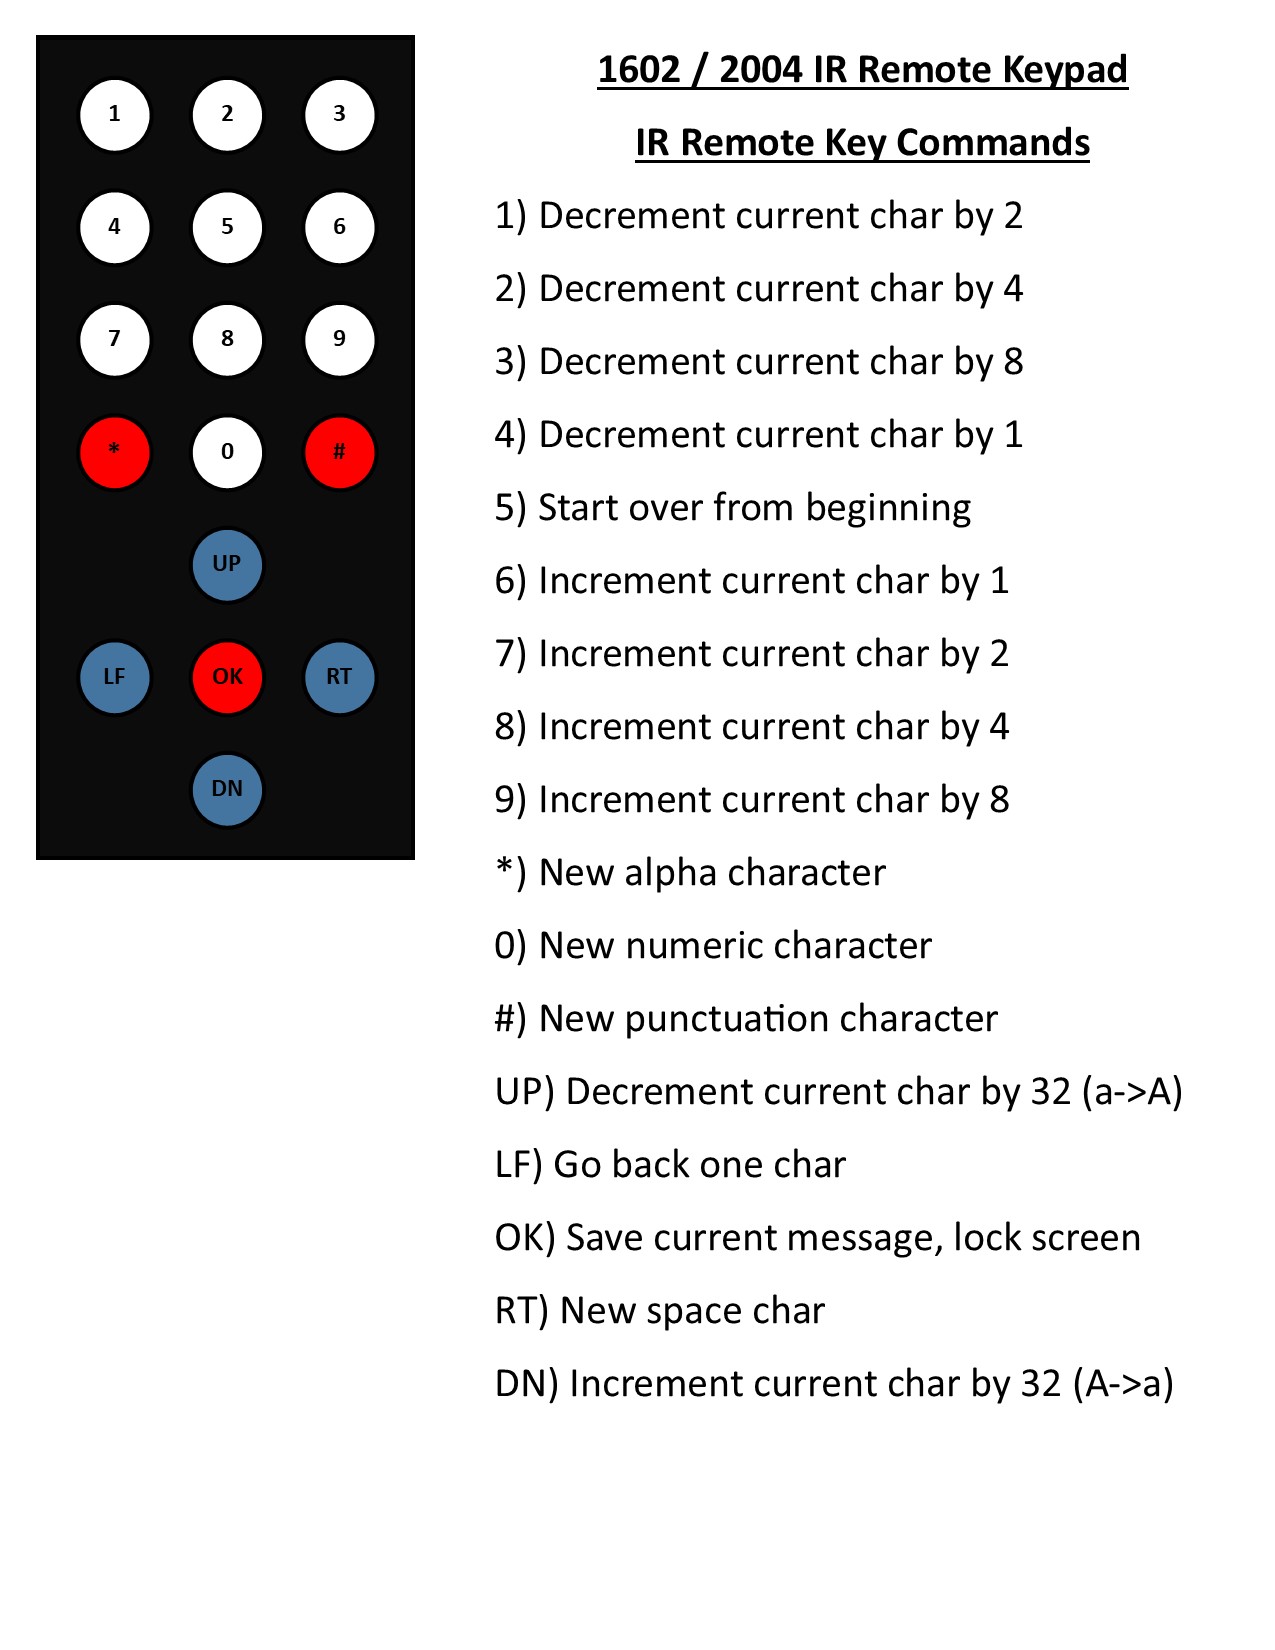 1 2 3
4 5 6
7 8 9
* 0 #
UP
LF OK RT
DN
1602 / 2004 IR Remote Keypad
IR Remote Key Commands
1) Decrement current char by 2
2) Decrement current char by 4
3) Decrement current char by 8
4) Decrement current char by 1
5) Start over from beginning
6) Increment current char by 1
7) Increment current char by 2
8) Increment current char by 4
9) Increment current char by 8
*) New alpha character
0) New numeric character
#) New punctuation character
UP) Decrement current char by 32 (a->A)
LF) Go back one char
OK) Save current message, lock screen
RT) New space char
DN) Increment current char by 32 (A->a)